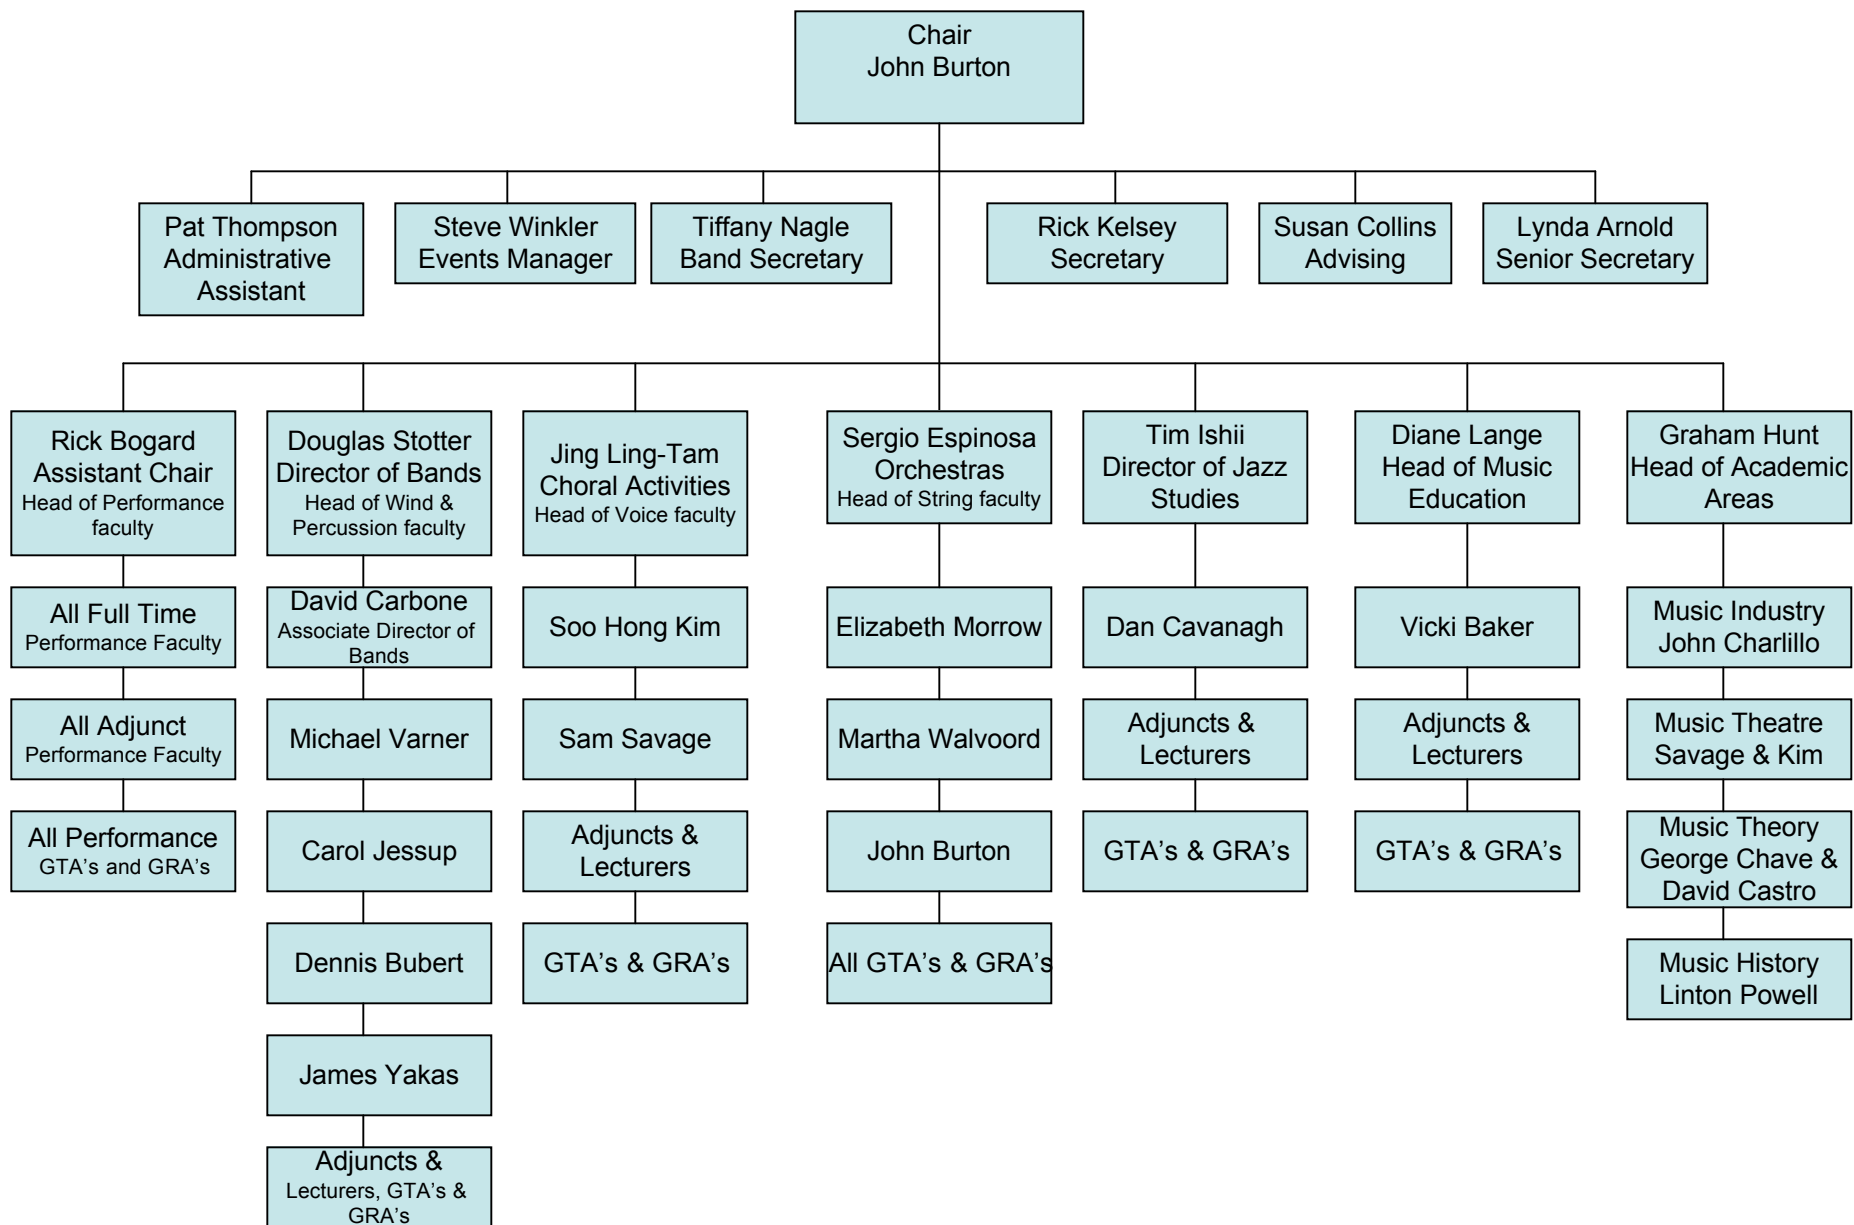 Chair
John Burton
Pat Thompson
Administrative
Assistant
Steve Winkler
Events Manager
Tiffany Nagle
Band Secretary
Rick Kelsey
Secretary
Susan Collins
Advising
Lynda Arnold
Senior Secretary
Rick Bogard
Assistant Chair
Head of Performance
faculty
All Full Time
Performance Faculty
All Adjunct
Performance Faculty
All Performance
GTA's and GRA's
Douglas Stotter
Director of Bands
Head of Wind &
Percussion faculty
David Carbone
Associate Director of
Bands
Michael Varner
Carol Jessup
Dennis Bubert
James Yakas
Adjuncts &
Lecturers, GTA's &
GRA's
Jing Ling-Tam
Choral Activities
Head of Voice faculty
Soo Hong Kim
Sam Savage
Adjuncts &
Lecturers
GTA's & GRA's
Sergio Espinosa
Orchestras
Head of String faculty
Elizabeth Morrow
Martha Walvoord
John Burton
All GTA's & GRA's
Tim Ishii
Director of Jazz
Studies
Dan Cavanagh
Adjuncts &
Lecturers
GTA's & GRA's
Diane Lange
Head of Music
Education
Vicki Baker
Adjuncts &
Lecturers
GTA's & GRA's
Graham Hunt
Head of Academic
Areas
Music Industry
John Charlillo
Music Theatre
Savage & Kim
Music Theory
George Chave &
David Castro
Music History
Linton Powell